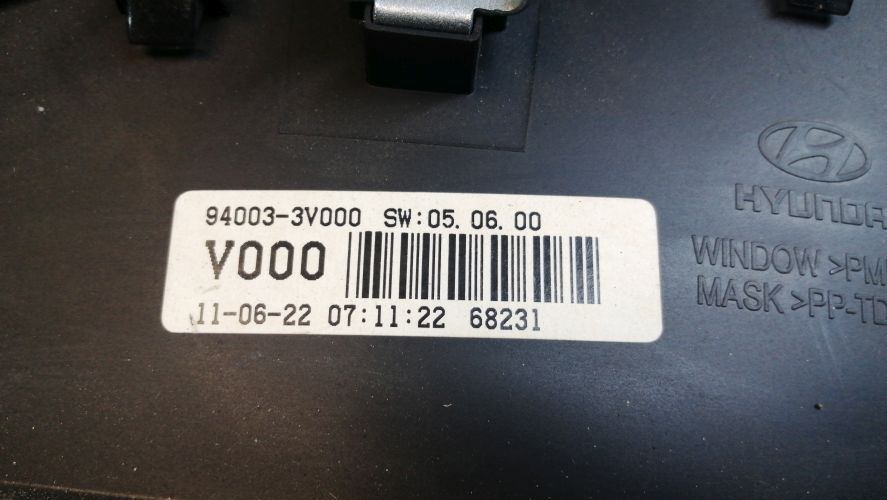 94003-3V000 SW:05.06.00
V000
11-06-22 07:11:22 68231
HYUNDA
WINDOW >PM
MASK >PP-TD